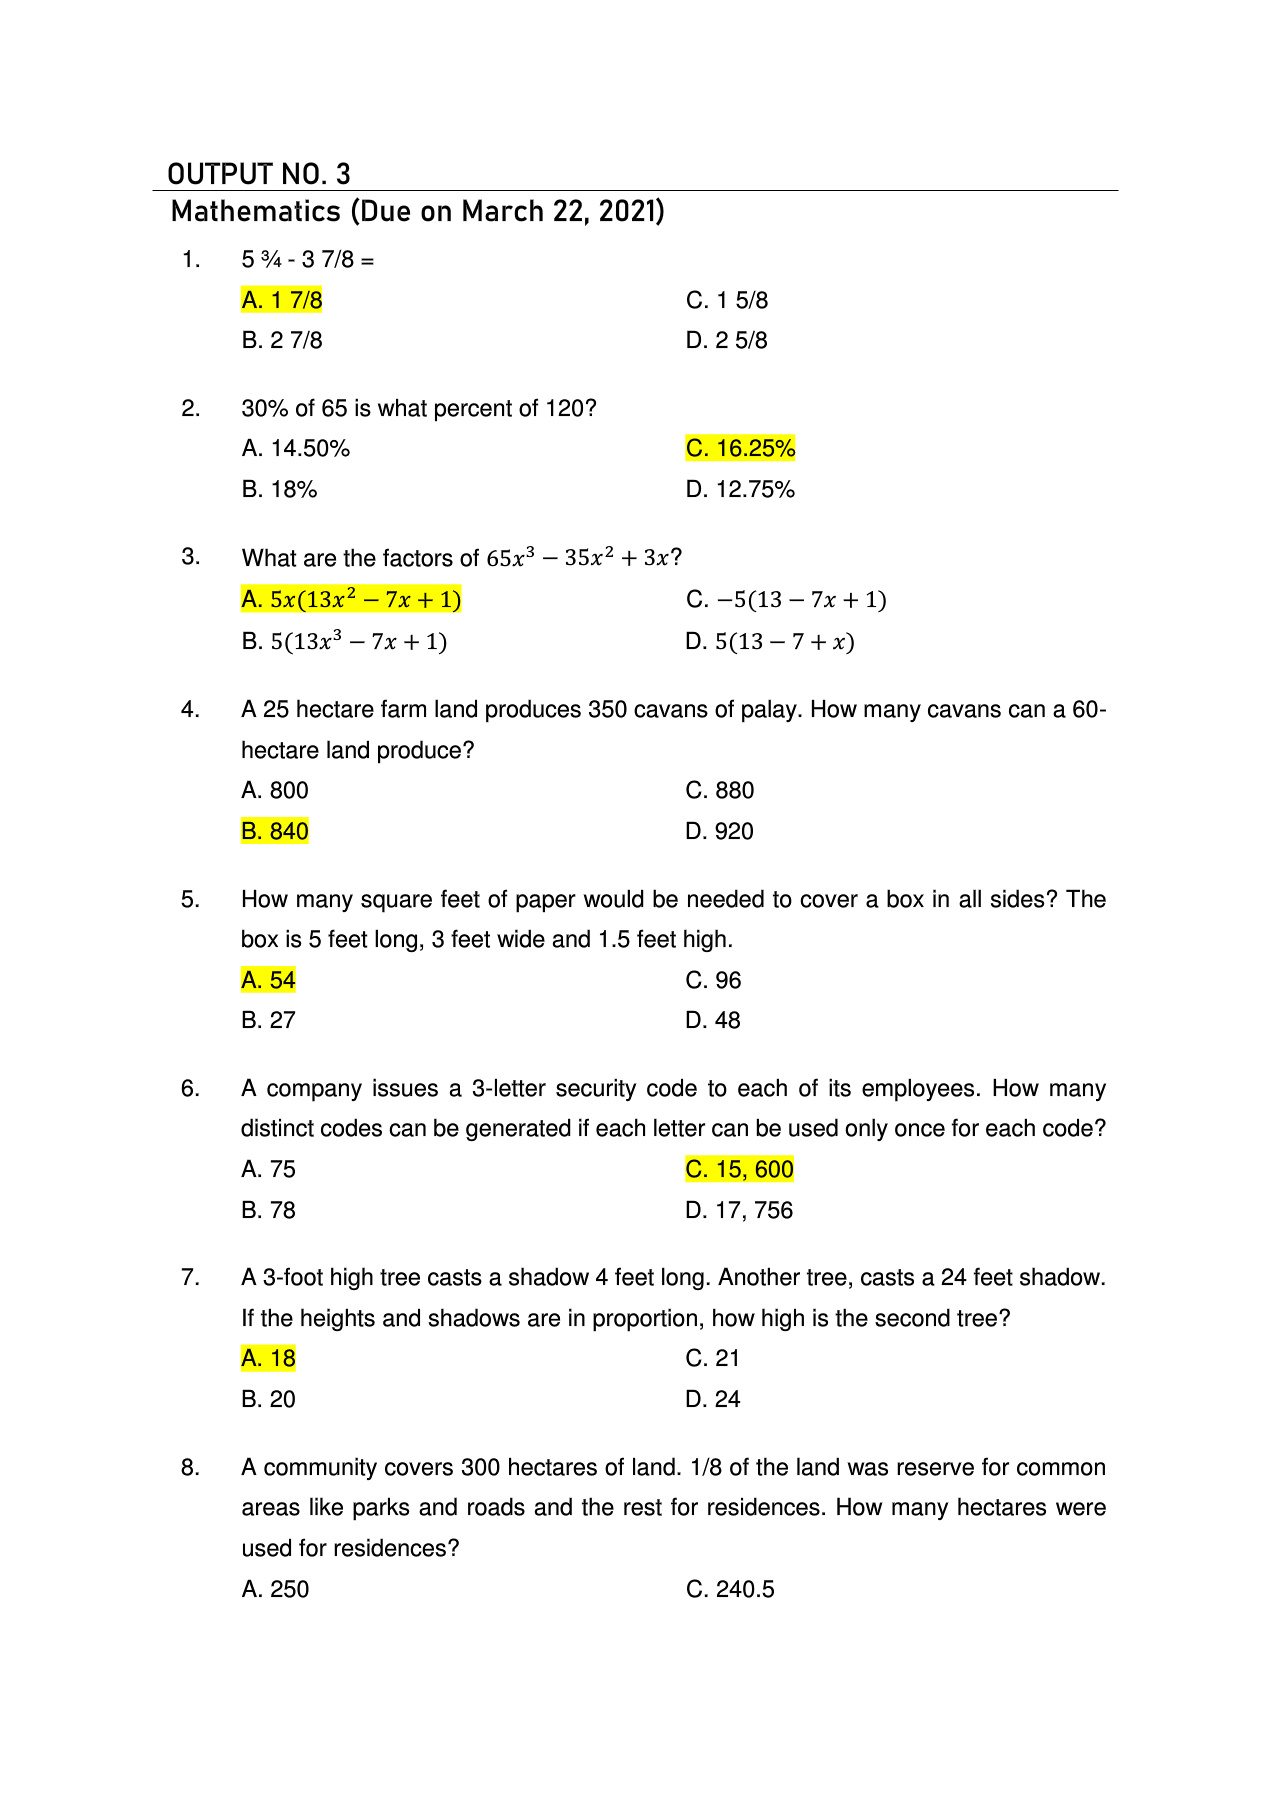 OUTPUT NO. 3
Mathematics (Due on March 22, 2021)
1. 5 ¾ - 3 7/8 =
A. 1 7/8 C. 1 5/8
B. 2 7/8 D. 2 5/8
2. 30% of 65 is what percent of 120?
A. 14.50% C. 16.25%
B. 18% D. 12.75%
3. What are the factors of 65x³ − 35x² + 3x?
A. 5x(13x² − 7x + 1) C. −5(13 − 7x + 1)
B. 5(13x³ − 7x + 1) D. 5(13 − 7 + x)
4. A 25 hectare farm land produces 350 cavans of palay. How many cavans can a 60-
hectare land produce?
A. 800 C. 880
B. 840 D. 920
5. How many square feet of paper would be needed to cover a box in all sides? The
box is 5 feet long, 3 feet wide and 1.5 feet high.
A. 54 C. 96
B. 27 D. 48
6. A company issues a 3-letter security code to each of its employees. How many
distinct codes can be generated if each letter can be used only once for each code?
A. 75 C. 15, 600
B. 78 D. 17, 756
7. A 3-foot high tree casts a shadow 4 feet long. Another tree, casts a 24 feet shadow.
If the heights and shadows are in proportion, how high is the second tree?
A. 18 C. 21
B. 20 D. 24
8. A community covers 300 hectares of land. 1/8 of the land was reserve for common
areas like parks and roads and the rest for residences. How many hectares were
used for residences?
A. 250 C. 240.5